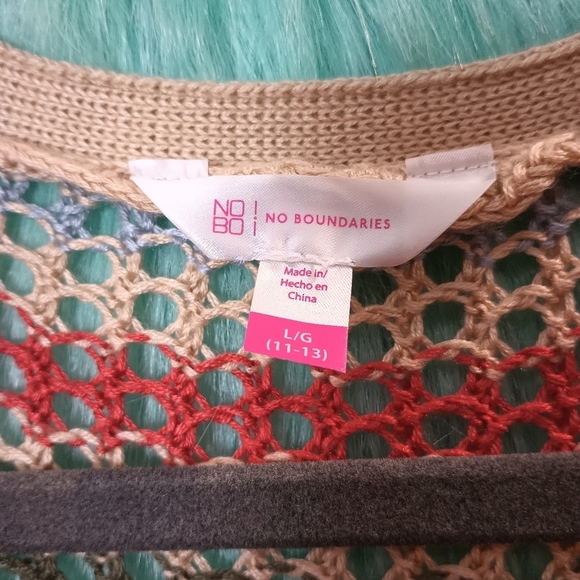 NO
BO
NO BOUNDARIES
Made in/
Hecho en
China
L/G
(11-13)